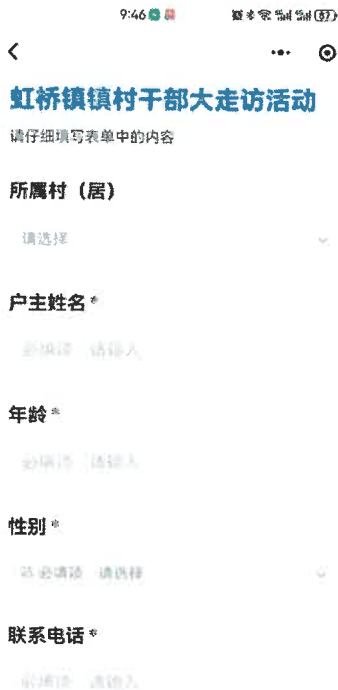 9:46
虹桥镇镇村干部大走访活动
请仔细填写表单中的内容
所属村（居）
请选择
户主姓名 *
必填项 请输入
年龄 *
必填项 请输入
性别 *
必填项 请选择
联系电话 *
必填项 请输入